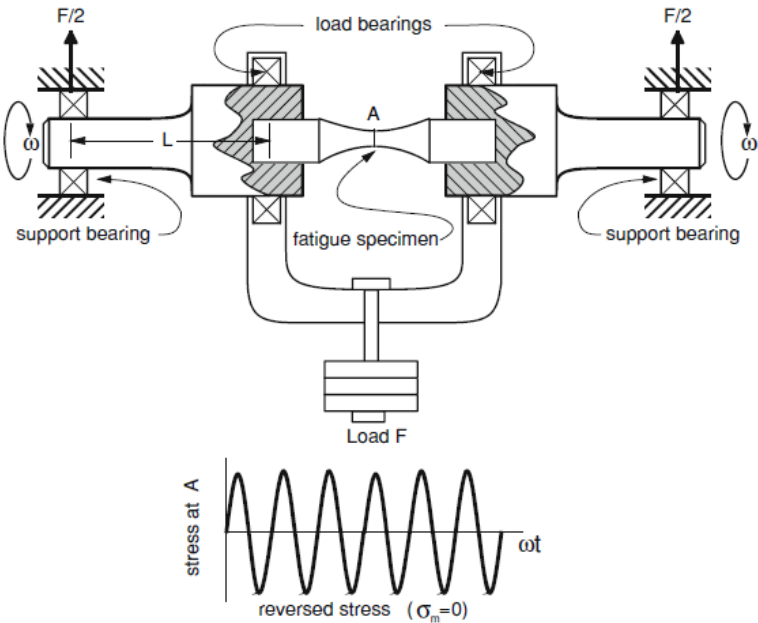 F/2
F/2
load bearings
A
ω
L
ω
support bearing
fatigue specimen
support bearing
Load F
stress at A
ωt
reversed stress (σm=0)